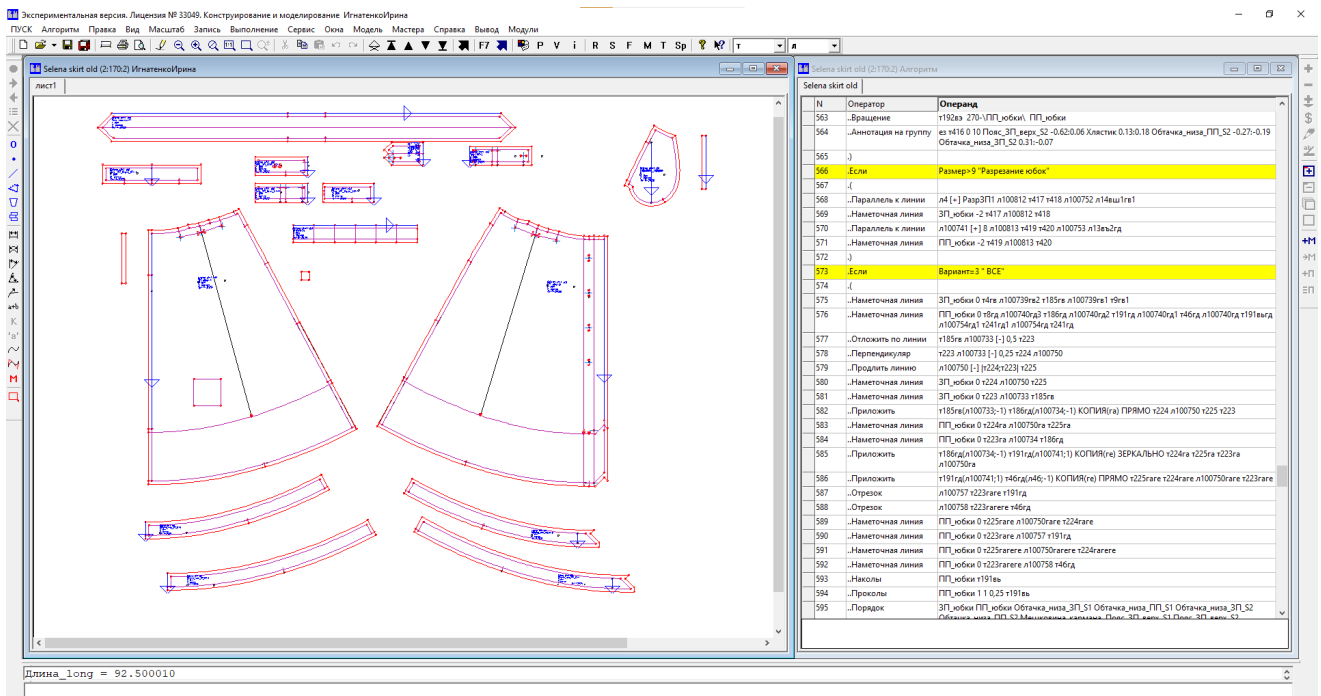 Экспериментальная версия. Лицензия № 33049. Конструирование и моделирование ИгнатенкоИрина
ПУСК Алгоритм Правка Вид Масштаб Запись Выполнение Сервис Окна Модель Мастера Справка Вывод Модули
F7 P V i R S F M T Sp т л
Selena skirt old (2:170:2) ИгнатенкоИрина
лист1
Selena skirt old (2:170:2) Алгоритм
Selena skirt old
N Оператор Операнд
563 ..Вращение т192вэ 270-\ПП_юбки\ ПП_юбки
564 ..Аннотация на группу ез т416 0 10 Пояс_ЗП_верх_S2 -0.62:0.06 Хлястик 0.13:0.18 Обтачка_низа_ПП_S2 -0.27:-0.19
Обтачка_низа_ЗП_S2 0.31:-0.07
565 .)
566 .Если Размер>9 "Разрезание юбок"
567 .(
568 ..Параллель к линии л4 [+] РазрЗП1 л100812 т417 т418 л100752 л14вш1гв1
569 ..Наметочная линия ЗП_юбки -2 т417 л100812 т418
570 ..Параллель к линии л100741 [+] 8 л100813 т419 т420 л100753 л13въ2гд
571 ..Наметочная линия ПП_юбки -2 т419 л100813 т420
572 .)
573 .Если Вариант=3 " ВСЕ"
574 .(
575 ..Наметочная линия ЗП_юбки 0 т4гв л100739гв2 т185гв л100739гв1 т9гв1
576 ..Наметочная линия ПП_юбки 0 т8гд л100740гд3 т186гд л100740гд2 т191гд л100740гд1 т46гд л100740гд т191вьгд
л100754гд1 т241гд1 л100754гд т241гд
577 ..Отложить по линии т185гв л100733 [-] 0,5 т223
578 ..Перпендикуляр т223 л100733 [-] 0,25 т224 л100750
579 ..Продлить линию л100750 [-] |т224;т223| т225
580 ..Наметочная линия ЗП_юбки 0 т224 л100750 т225
581 ..Наметочная линия ЗП_юбки 0 т223 л100733 т185гв
582 ..Приложить т185гв(л100733;-1) т186гд(л100734;-1) КОПИЯ(га) ПРЯМО т224 л100750 т225 т223
583 ..Наметочная линия ПП_юбки 0 т224га л100750га т225га
584 ..Наметочная линия ПП_юбки 0 т223га л100734 т186гд
585 ..Приложить т186гд(л100734;-1) т191гд(л100741;1) КОПИЯ(ге) ЗЕРКАЛЬНО т224га т225га т223га
л100750га
586 ..Приложить т191гд(л100741;1) т46гд(л46;-1) КОПИЯ(ге) ПРЯМО т225гаге т224гаге л100750гаге т223гаге
587 ..Отрезок л100757 т223гаге т191гд
588 ..Отрезок л100758 т223гагеге т46гд
589 ..Наметочная линия ПП_юбки 0 т225гаге л100750гаге т224гаге
590 ..Наметочная линия ПП_юбки 0 т223гаге л100757 т191гд
591 ..Наметочная линия ПП_юбки 0 т225гагеге л100750гагеге т224гагеге
592 ..Наметочная линия ПП_юбки 0 т223гагеге л100758 т46гд
593 ..Наколы ПП_юбки т191вь
594 ..Проколы ПП_юбки 1 1 0,25 т191вь
595 ..Порядок ЗП_юбки ПП_юбки Обтачка_низа_ЗП_S1 Обтачка_низа_ПП_S1 Обтачка_низа_ЗП_S2
Обтачка_низа_ПП_S2 Мешковина_кармана Пояс_ЗП_верх_S1 Пояс_ЗП_верх_S2
Длина_long = 92.500010